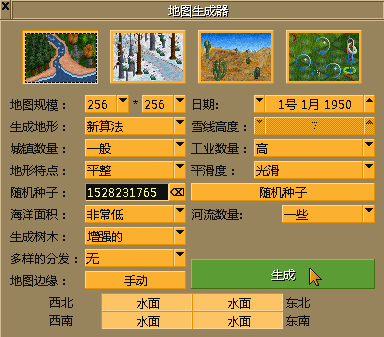 地图生成器
地图规模： 256 * 256 日期: 1号 1月 1950
生成地形： 新算法 雪线高度： 7
城镇数量： 一般 工业数量： 高
地形特点： 平整 平滑度： 光滑
随机种子： 1528231765 随机种子
海洋面积： 非常低 河流数量: 一些
生成树木： 增强的
多样的分发： 无
地图边缘： 手动 生成
西北 水面 水面 东北
西南 水面 水面 东南